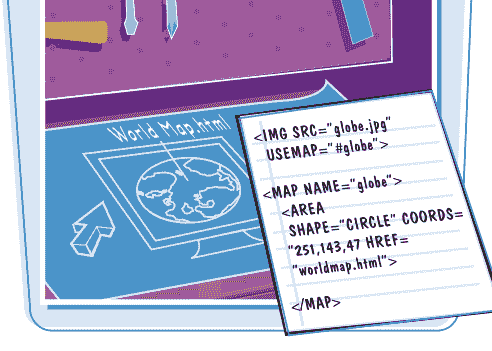 World Map.html
<IMG SRC="globe.jpg"
USEMAP="#globe">
<MAP NAME="globe">
<AREA
SHAPE="CIRCLE" COORDS=
"251,143,47 HREF=
"worldmap.html">
</MAP>